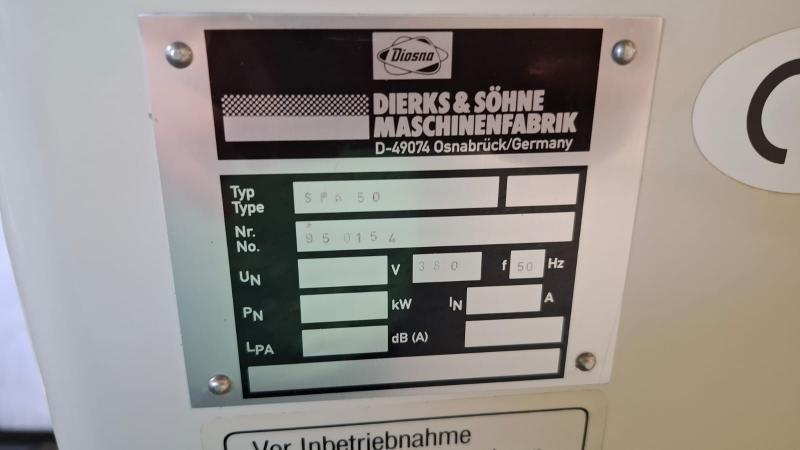 Diosna
DIERKS & SÖHNE
MASCHINENFABRIK
D-49074 Osnabrück/Germany
Typ
Type
SPA 50
Nr.
No.
950154
UN
V
380
f
50
Hz
PN
kW
IN
A
LPA
dB (A)
Vor Inbetriebnahme